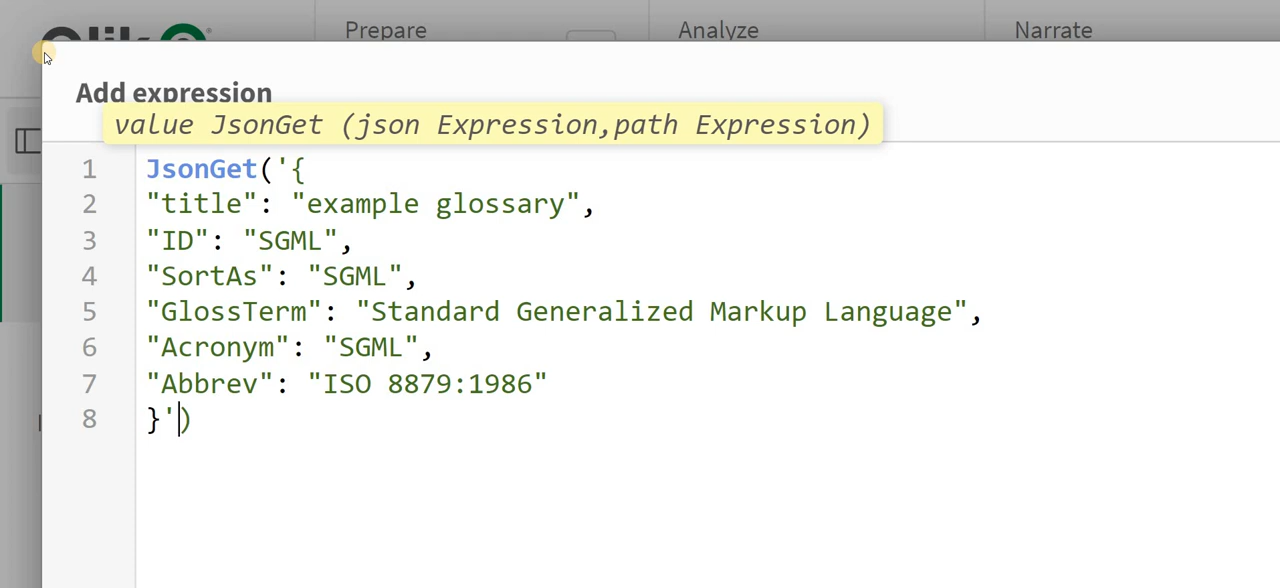 Qlik
Prepare
Analyze
Narrate
Add expression
value JsonGet (json Expression,path Expression)
1 JsonGet('{
2 "title": "example glossary",
3 "ID": "SGML",
4 "SortAs": "SGML",
5 "GlossTerm": "Standard Generalized Markup Language",
6 "Acronym": "SGML",
7 "Abbrev": "ISO 8879:1986"
8 }')